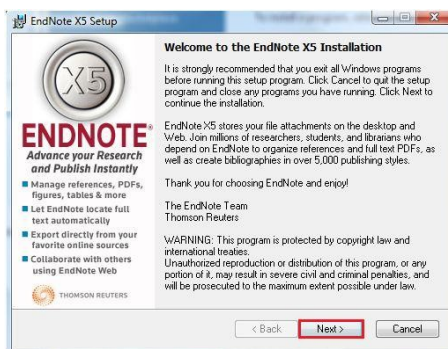 EndNote X5 Setup
X5
ENDNOTE®
Advance your Research
and Publish Instantly
Manage references, PDFs,
figures, tables & more
Let EndNote locate full
text automatically
Export directly from your
favorite online sources
Collaborate with others
using EndNote Web
THOMSON REUTERS
Welcome to the EndNote X5 Installation
It is strongly recommended that you exit all Windows programs
before running this setup program. Click Cancel to quit the setup
program and close any programs you have running. Click Next to
continue the installation.
EndNote X5 stores your file attachments on the desktop and
Web. Join millions of researchers, students, and librarians who
depend on EndNote to organize references and full text PDFs, as
well as create bibliographies in over 5,000 publishing styles.
Thank you for choosing EndNote and enjoy!
The EndNote Team
Thomson Reuters
WARNING: This program is protected by copyright law and
international treaties.
Unauthorized reproduction or distribution of this program, or any
portion of it, may result in severe civil and criminal penalties, and
will be prosecuted to the maximum extent possible under law.
< Back
Next >
Cancel